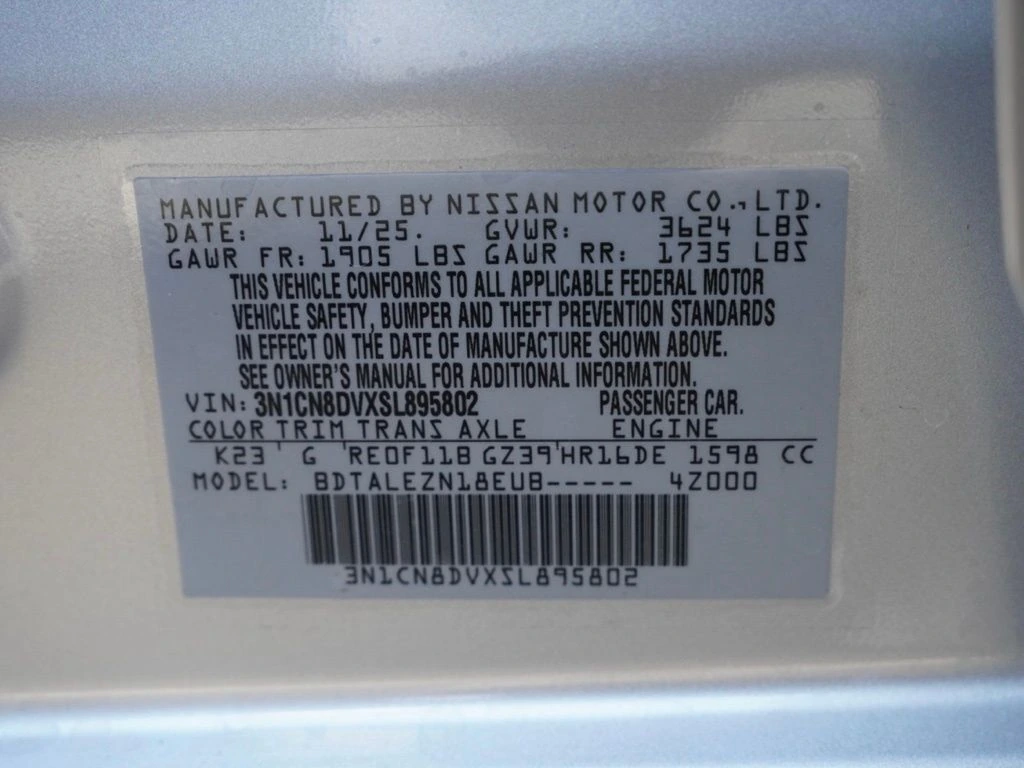 MANUFACTURED BY NISSAN MOTOR CO.,LTD.
DATE: 11/25. GVWR: 3624 LBS
GAWR FR: 1905 LBS GAWR RR: 1735 LBS
THIS VEHICLE CONFORMS TO ALL APPLICABLE FEDERAL MOTOR
VEHICLE SAFETY, BUMPER AND THEFT PREVENTION STANDARDS
IN EFFECT ON THE DATE OF MANUFACTURE SHOWN ABOVE.
SEE OWNER'S MANUAL FOR ADDITIONAL INFORMATION.
VIN: 3N1CN8DVXSL895802 PASSENGER CAR.
COLOR TRIM TRANS AXLE ENGINE
K23 G RE0F11B GZ39 HR16DE 1598 CC
MODEL: BDTALEZN18EUB----- 4Z000
3N1CN8DVXSL895802